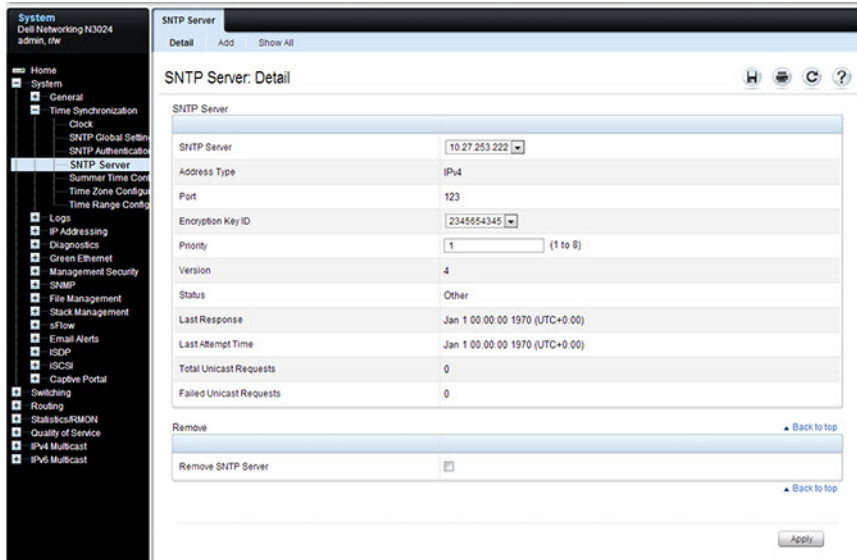 System
Dell Networking N3024
admin, r/w
SNTP Server
Detail Add Show All
Home
System
General
Time Synchronization
Clock
SNTP Global Settin
SNTP Authenticatio
SNTP Server
Summer Time Cont
Time Zone Configu
Time Range Config
Logs
IP Addressing
Diagnostics
Green Ethernet
Management Security
SNMP
File Management
Stack Management
sFlow
Email Alerts
ISDP
iSCSI
Captive Portal
Switching
Routing
Statistics/RMON
Quality of Service
IPv4 Multicast
IPv6 Multicast
SNTP Server: Detail
?
SNTP Server
SNTP Server 10.27.253.222
Address Type IPv4
Port 123
Encryption Key ID 2345654345
Priority 1 (1 to 8)
Version 4
Status Other
Last Response Jan 1 00:00:00 1970 (UTC+0:00)
Last Attempt Time Jan 1 00:00:00 1970 (UTC+0:00)
Total Unicast Requests 0
Failed Unicast Requests 0
Remove Back to top
Remove SNTP Server
Back to top
Apply